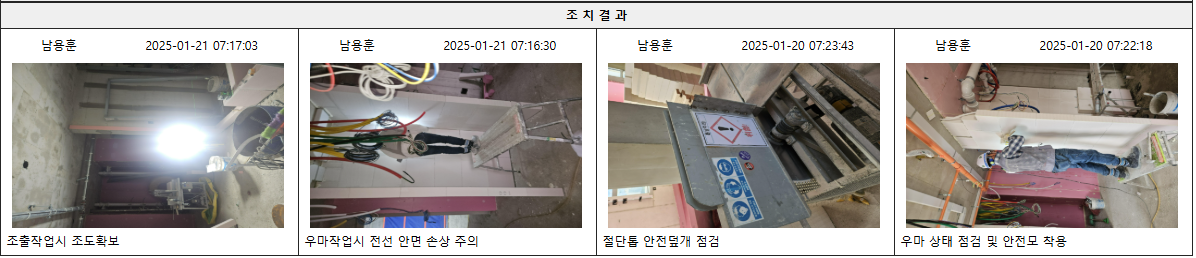 조 치 결 과
남용훈 2025-01-21 07:17:03
남용훈 2025-01-21 07:16:30
남용훈 2025-01-20 07:23:43
남용훈 2025-01-20 07:22:18
조출작업시 조도확보
우마작업시 전선 안면 손상 주의
절단톱 안전덮개 점검
우마 상태 점검 및 안전모 착용